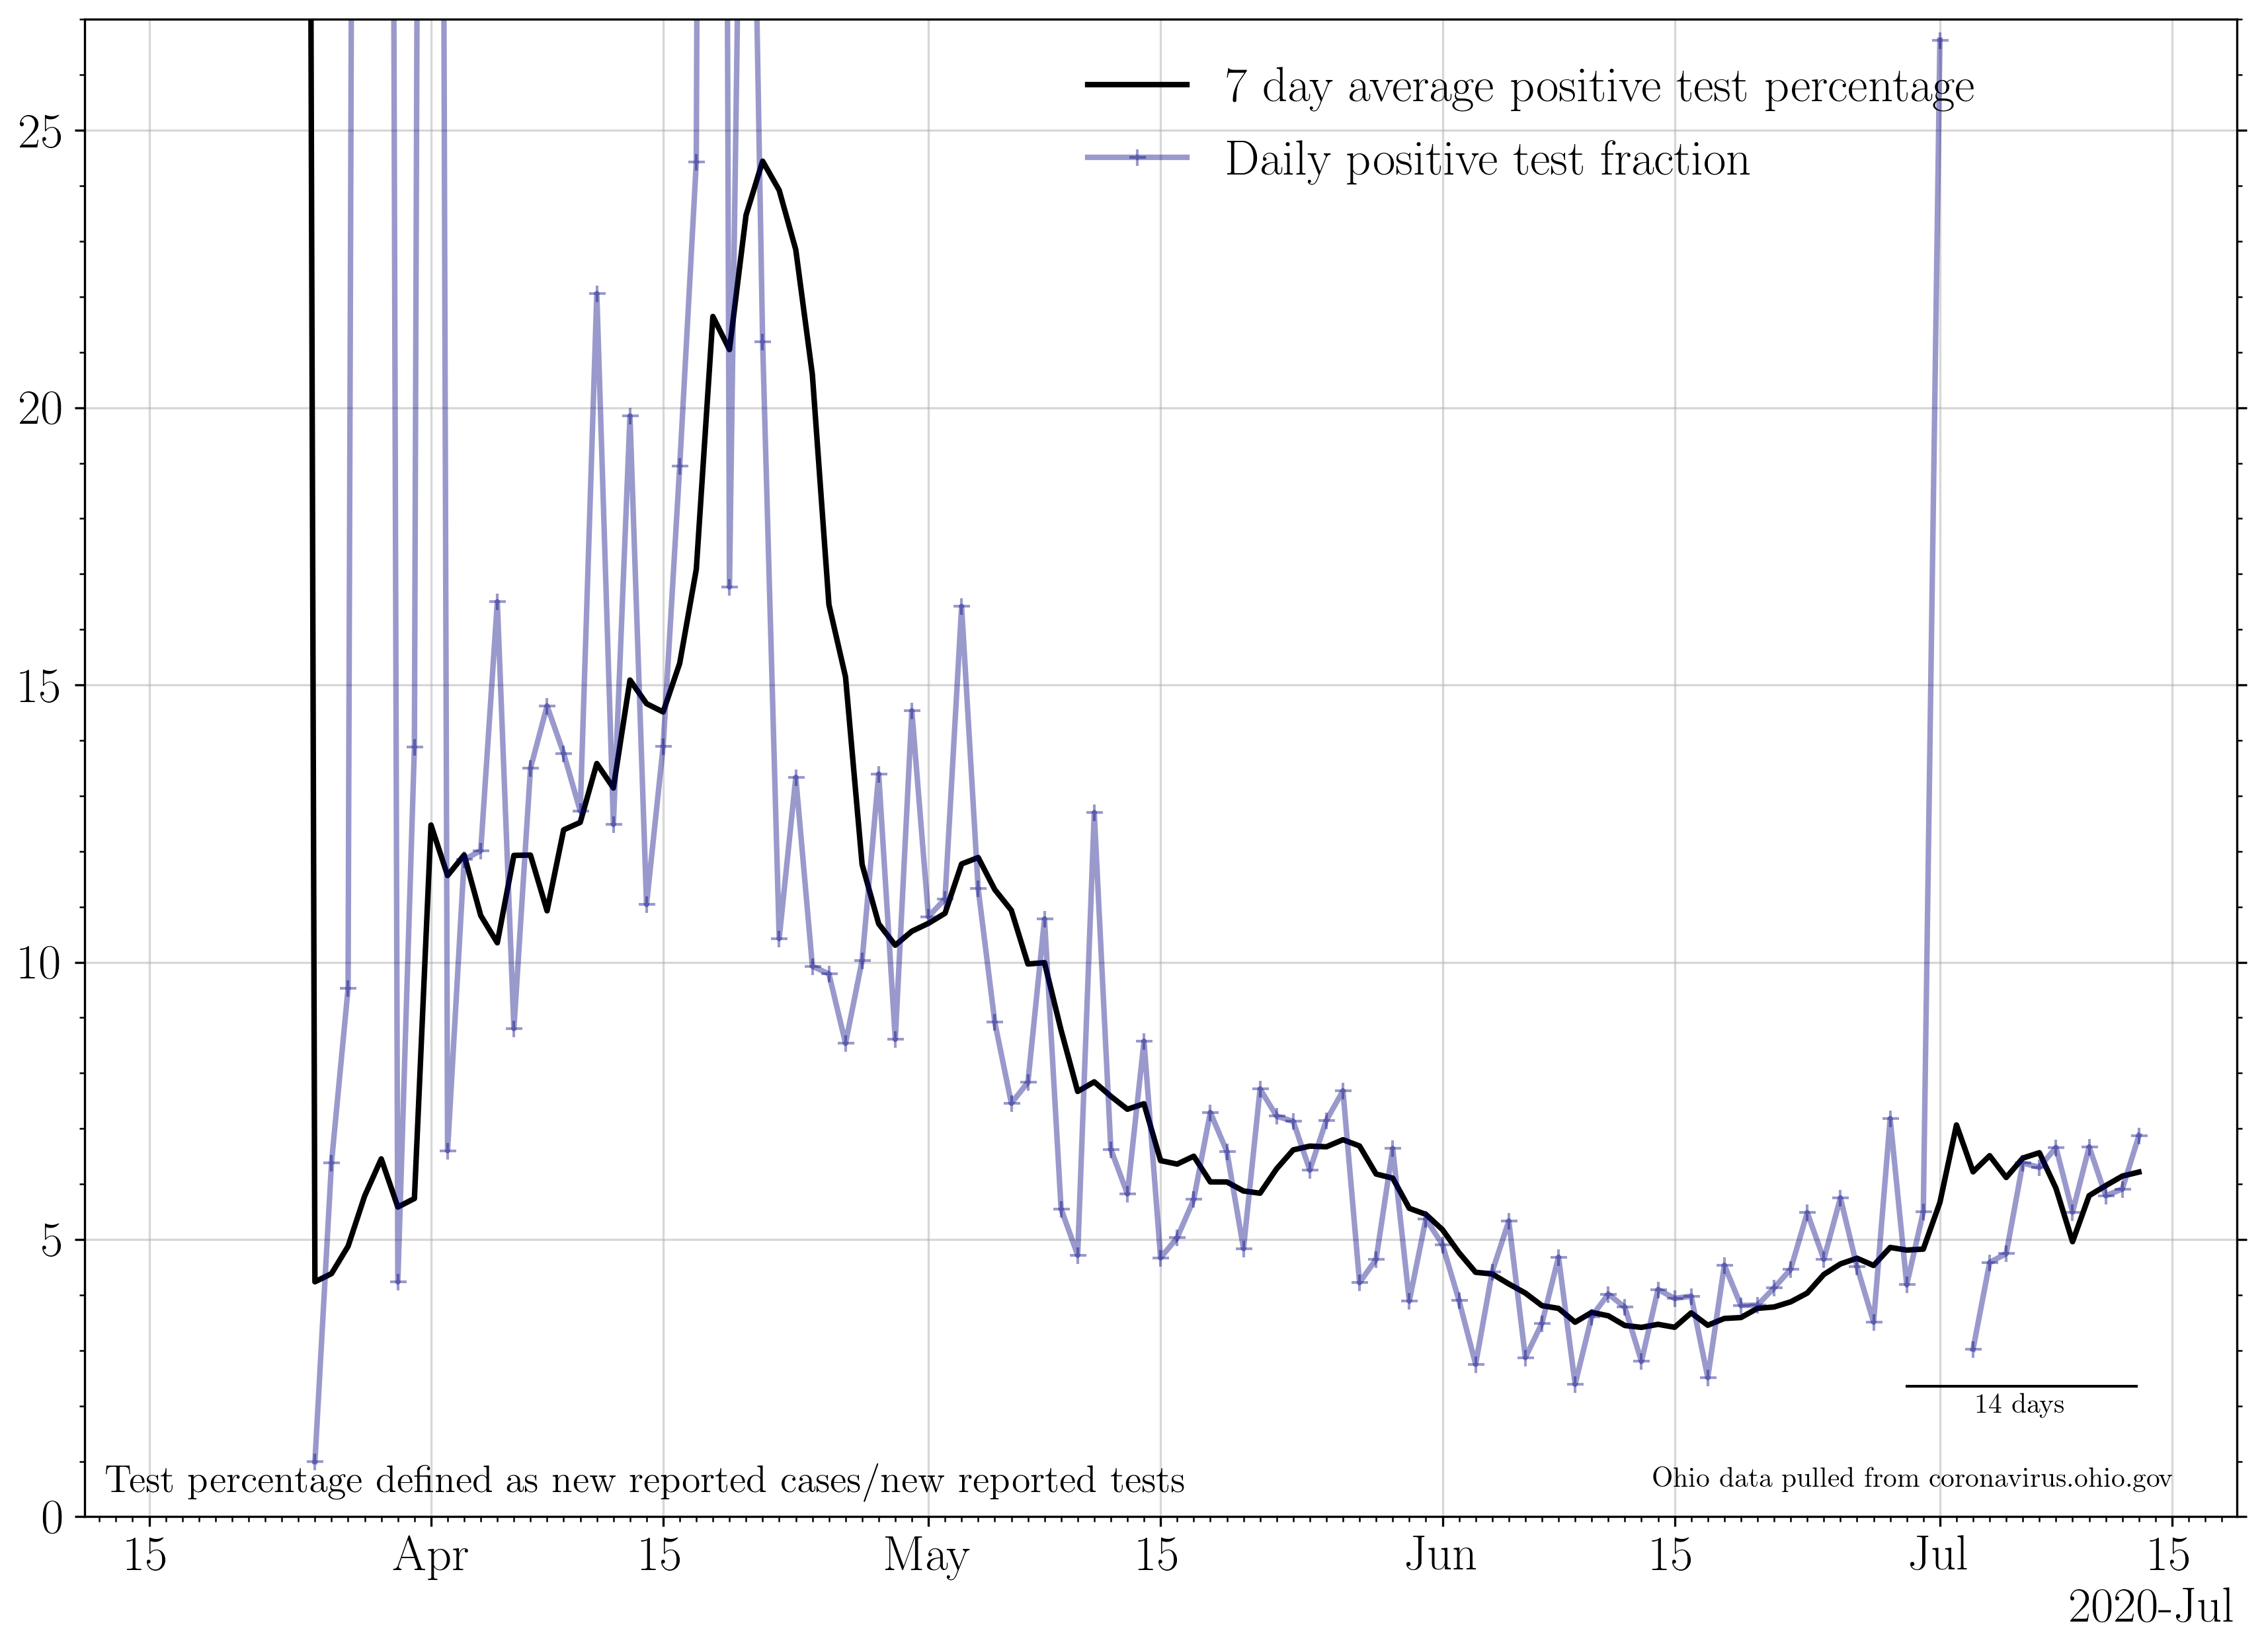 7 day average positive test percentage
Daily positive test fraction
25
20
15
10
5
0
14 days
Test percentage defined as new reported cases/new reported tests
Ohio data pulled from coronavirus.ohio.gov
15 Apr 15 May 15 Jun 15 Jul 15
2020-Jul